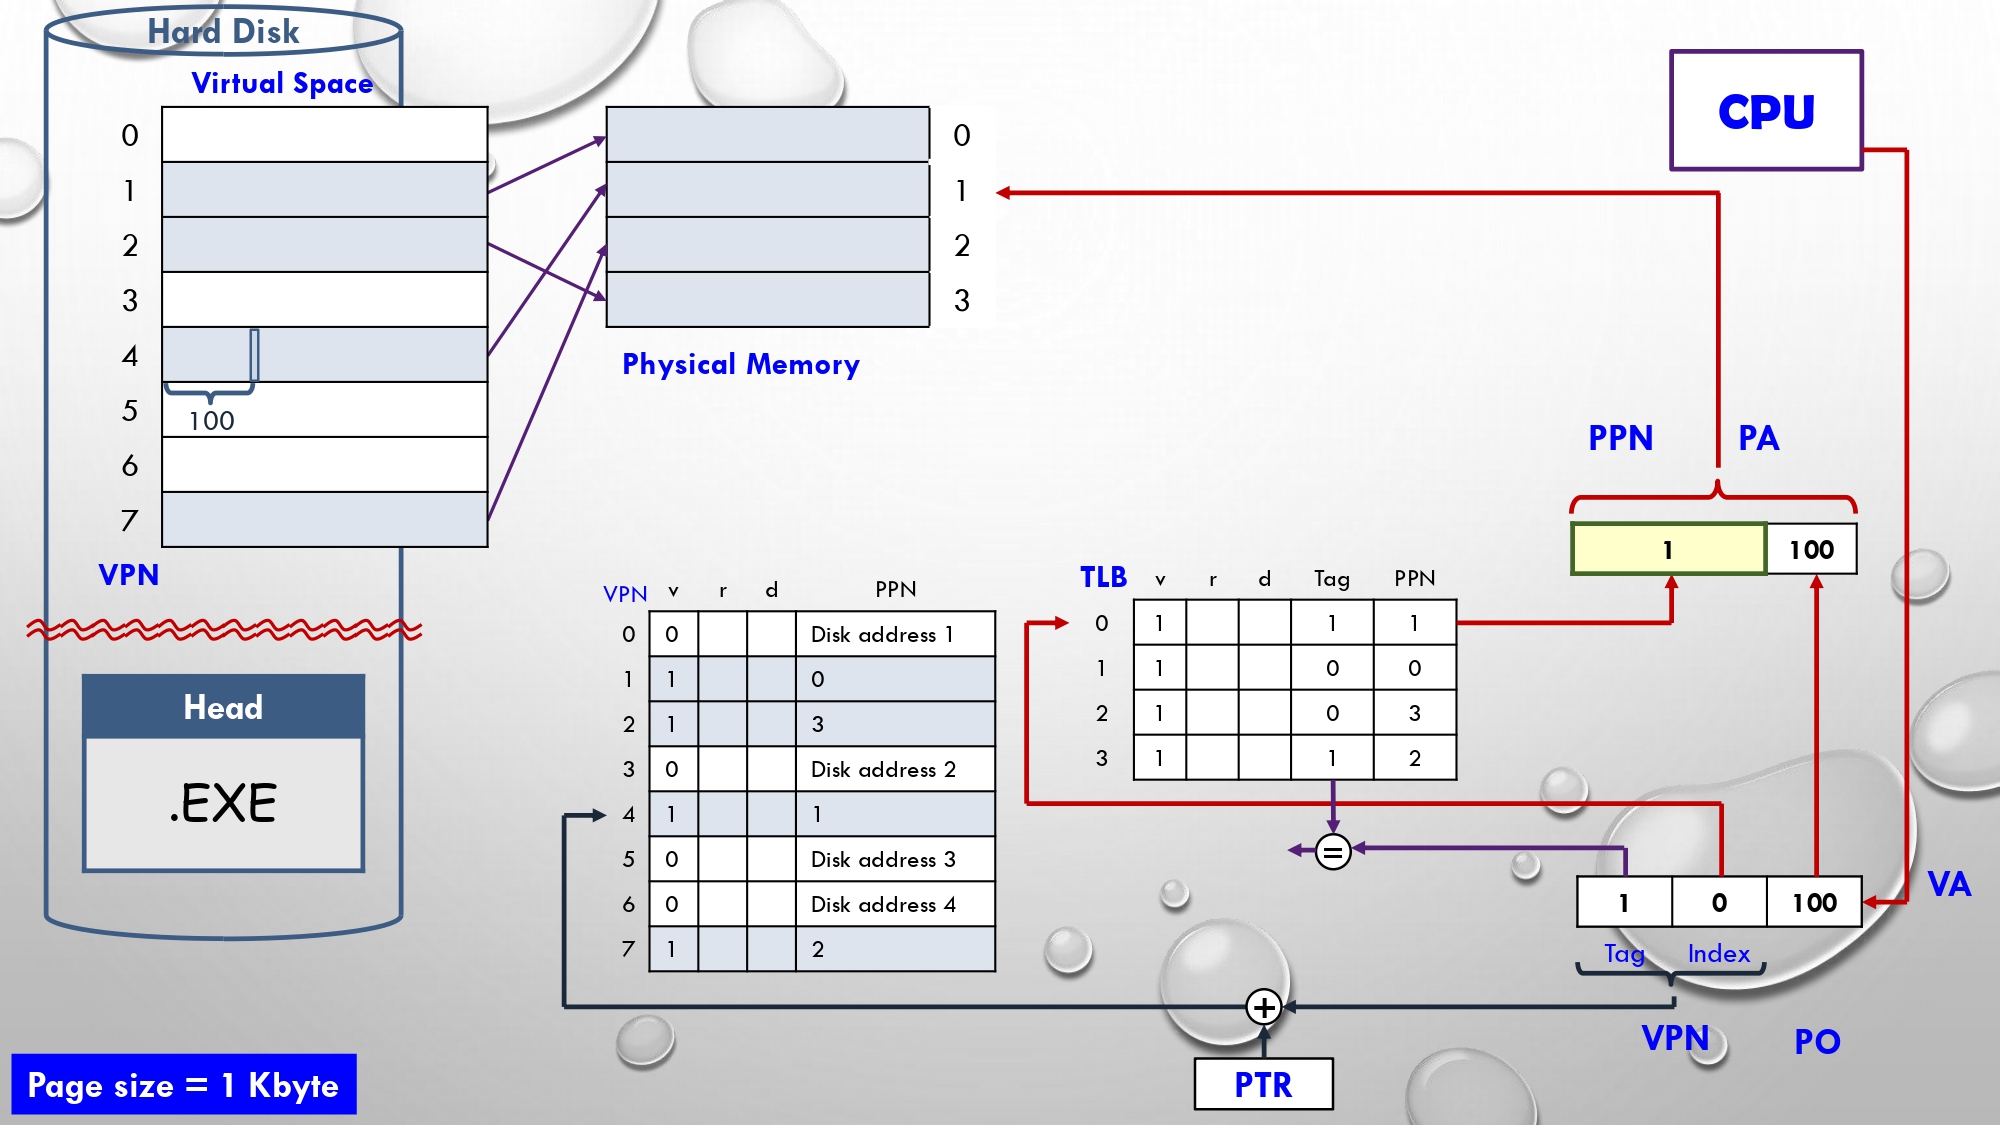 Hard Disk
Virtual Space
0
1
2
3
4
5
6
7
100
VPN
Head
.EXE
Page size = 1 Kbyte
0
1
2
3
Physical Memory
CPU
PPN PA
1 100
VPN v r d PPN
0 0 Disk address 1
1 1 0
2 1 3
3 0 Disk address 2
4 1 1
5 0 Disk address 3
6 0 Disk address 4
7 1 2
TLB v r d Tag PPN
0 1 1 1
1 1 0 0
2 1 0 3
3 1 1 2
=
1 0 100
VA
Tag Index
+
VPN PO
PTR